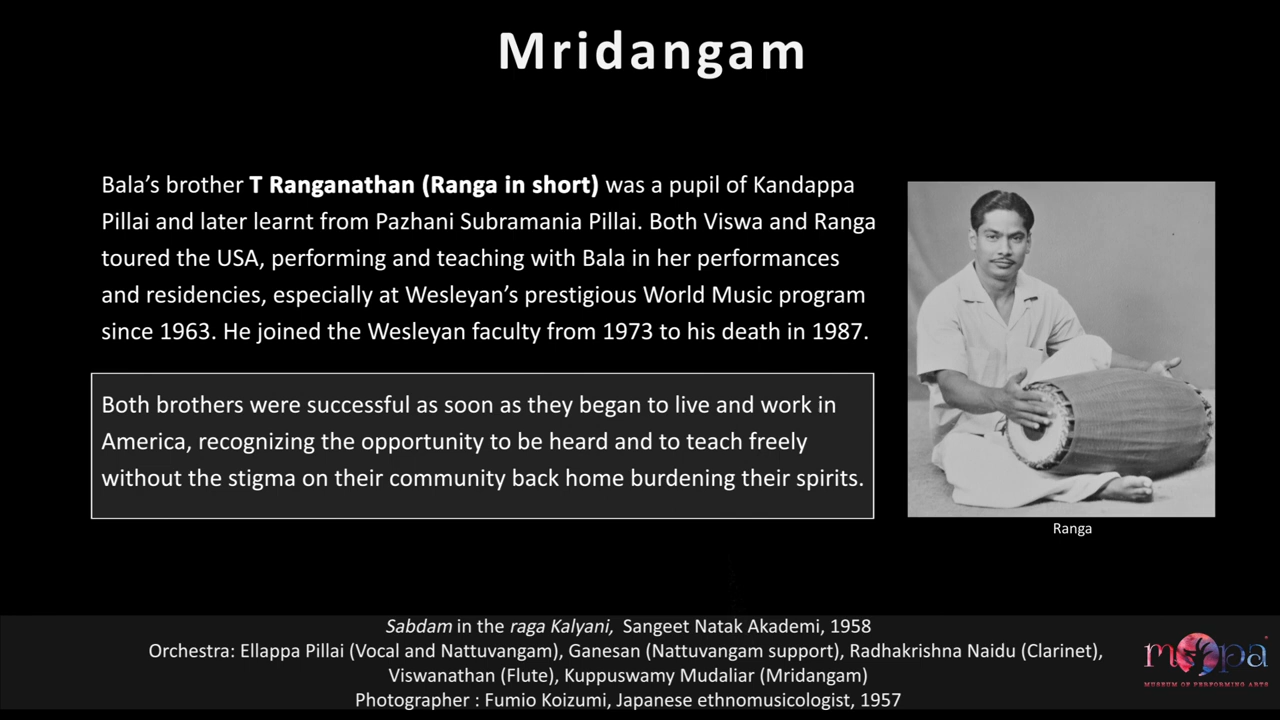 Mridangam
Bala’s brother T Ranganathan (Ranga in short) was a pupil of Kandappa
Pillai and later learnt from Pazhani Subramania Pillai. Both Viswa and Ranga
toured the USA, performing and teaching with Bala in her performances
and residencies, especially at Wesleyan’s prestigious World Music program
since 1963. He joined the Wesleyan faculty from 1973 to his death in 1987.
Both brothers were successful as soon as they began to live and work in
America, recognizing the opportunity to be heard and to teach freely
without the stigma on their community back home burdening their spirits.
Ranga
Sabdam in the raga Kalyani, Sangeet Natak Akademi, 1958
Orchestra: Ellappa Pillai (Vocal and Nattuvangam), Ganesan (Nattuvangam support), Radhakrishna Naidu (Clarinet),
Viswanathan (Flute), Kuppuswamy Mudaliar (Mridangam)
Photographer : Fumio Koizumi, Japanese ethnomusicologist, 1957
mopa
MUSEUM OF PERFORMING ARTS